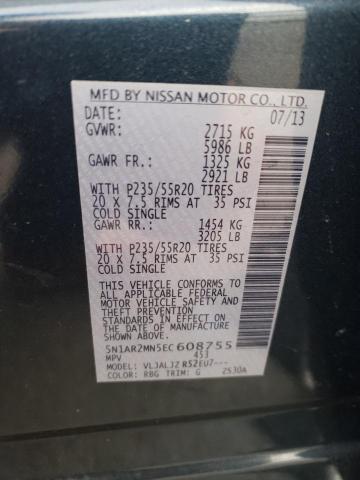 MFD BY NISSAN MOTOR CO., LTD.
DATE: 07/13
GVWR: 2715 KG
5986 LB
GAWR FR.: 1325 KG
2921 LB
WITH P235/55R20 TIRES
20 X 7.5 RIMS AT 35 PSI
COLD SINGLE
GAWR RR.: 1454 KG
3205 LB
WITH P235/55R20 TIRES
20 X 7.5 RIMS AT 35 PSI
COLD SINGLE
THIS VEHICLE CONFORMS TO
ALL APPLICABLE FEDERAL
MOTOR VEHICLE SAFETY AND
THEFT PREVENTION
STANDARDS IN EFFECT ON
THE DATE OF MANUFACTURE
SHOWN ABOVE.
5N1AR2MN5EC608755
MPV 453
MODEL: VLJALJZ R52EU7---
COLOR: RBG TRIM: G 2S30A